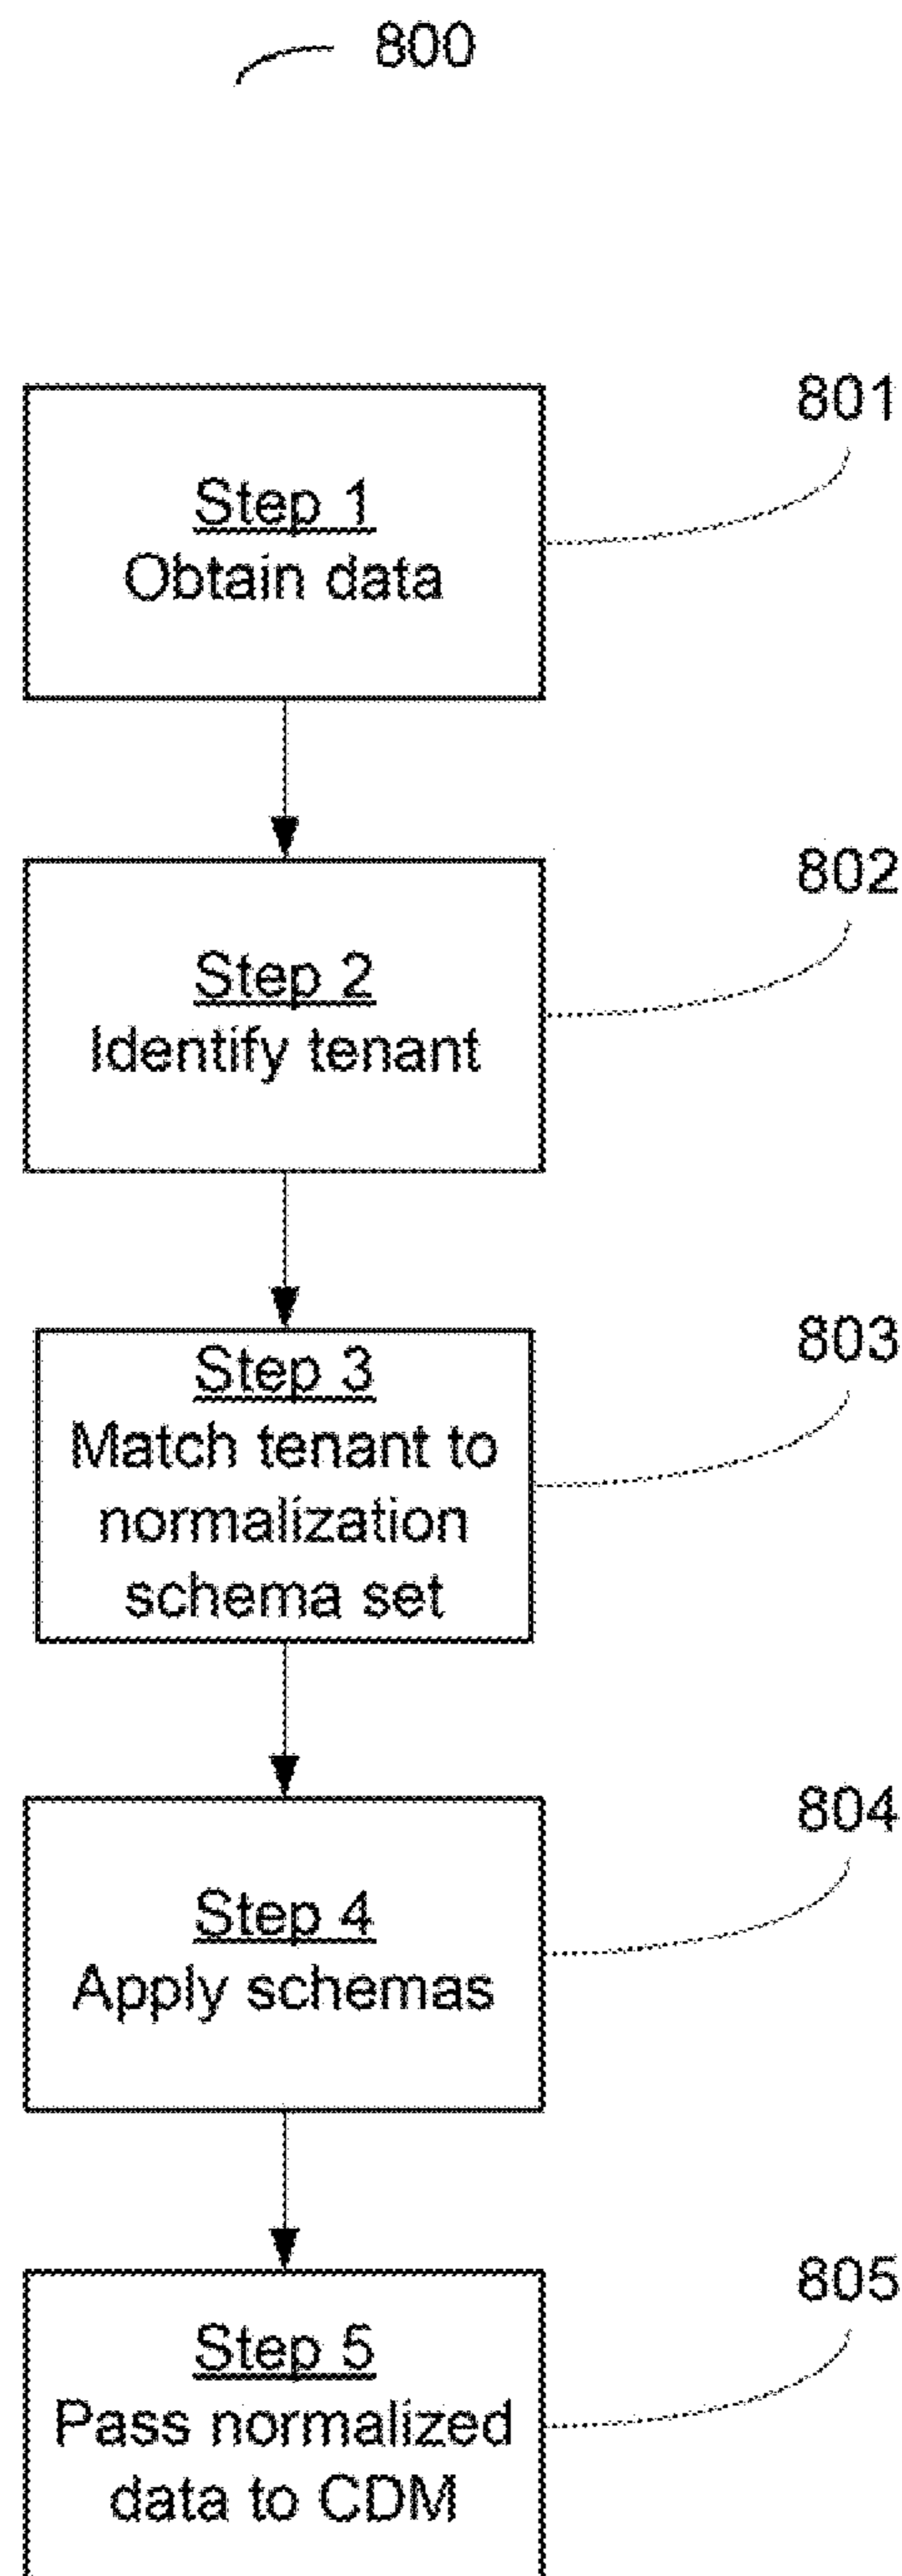 800
801
Step 1
Obtain data
802
Step 2
Identify tenant
803
Step 3
Match tenant to
normalization
schema set
804
Step 4
Apply schemas
805
Step 5
Pass normalized
data to CDM